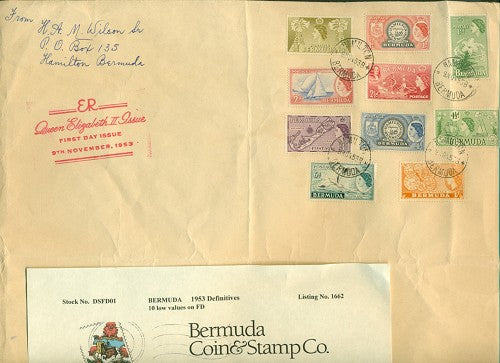 From
H.A. M. Wilson Sr
P.O. Box 135
Hamilton Bermuda
ER
Queen Elizabeth II Issue
FIRST DAY ISSUE
9TH NOVEMBER, 1953
BERMUDA
BERMUDA
BERMUDA
POSTAGE
BERMUDA
BERMUDA
BERMUDA
BERMUDA
BERMUDA
HAMILTON
BERMUDA
Stock No. DSFD01 BERMUDA 1953 Definitives Listing No. 1662
10 low values on FD
Bermuda
Coin&Stamp Co.